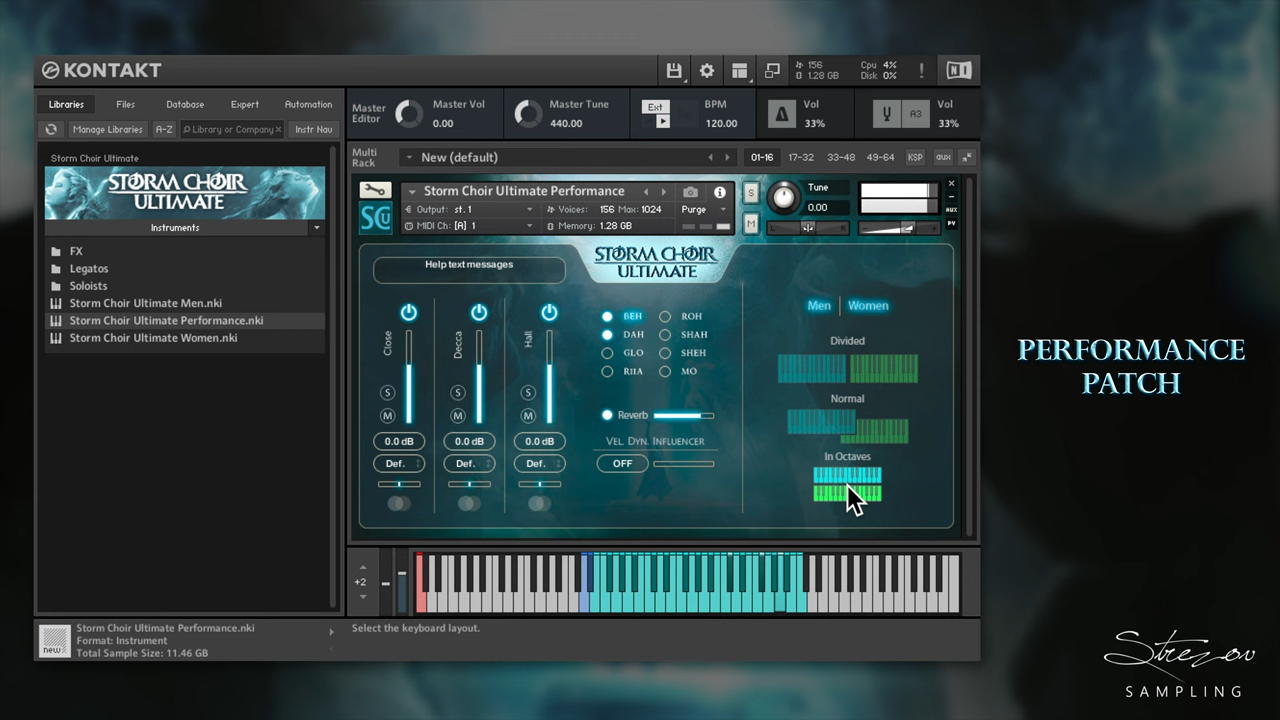 KONTAKT
156
1.28 GB
Cpu 4%
Disk 0%
!
NI
Libraries
Files
Database
Expert
Automation
Manage Libraries
A-Z
Library or Company
Instr Nav
Master
Editor
Master Vol
0.00
Master Tune
440.00
Ext
BPM
120.00
Vol
33%
A3
Vol
33%
Multi
Rack
New (default)
01-16
17-32
33-48
49-64
KSP
aux
Storm Choir Ultimate
STORM CHOIR
ULTIMATE
Instruments
FX
Legatos
Soloists
Storm Choir Ultimate Men.nki
Storm Choir Ultimate Performance.nki
Storm Choir Ultimate Women.nki
Storm Choir Ultimate Performance
SCU
Output: st.1
Voices: 156 Max: 1024
Purge
MIDI Ch: [A] 1
Memory: 1.28 GB
S
M
Tune
0.00
L
R
AUX
PV
Help text messages
STORM CHOIR
ULTIMATE
Close
Decca
Hall
S
S
S
M
M
M
0.0 dB
0.0 dB
0.0 dB
Def.
Def.
Def.
BEH
ROH
DAH
SHAH
GLO
SHEH
RIIA
MO
Reverb
VEL. DYN. INFLUENCER
OFF
Men
Women
Divided
Normal
In Octaves
PERFORMANCE
PATCH
+2
new
Storm Choir Ultimate Performance.nki
Format: Instrument
Total Sample Size: 11.46 GB
Select the keyboard layout.
Strezov
SAMPLING